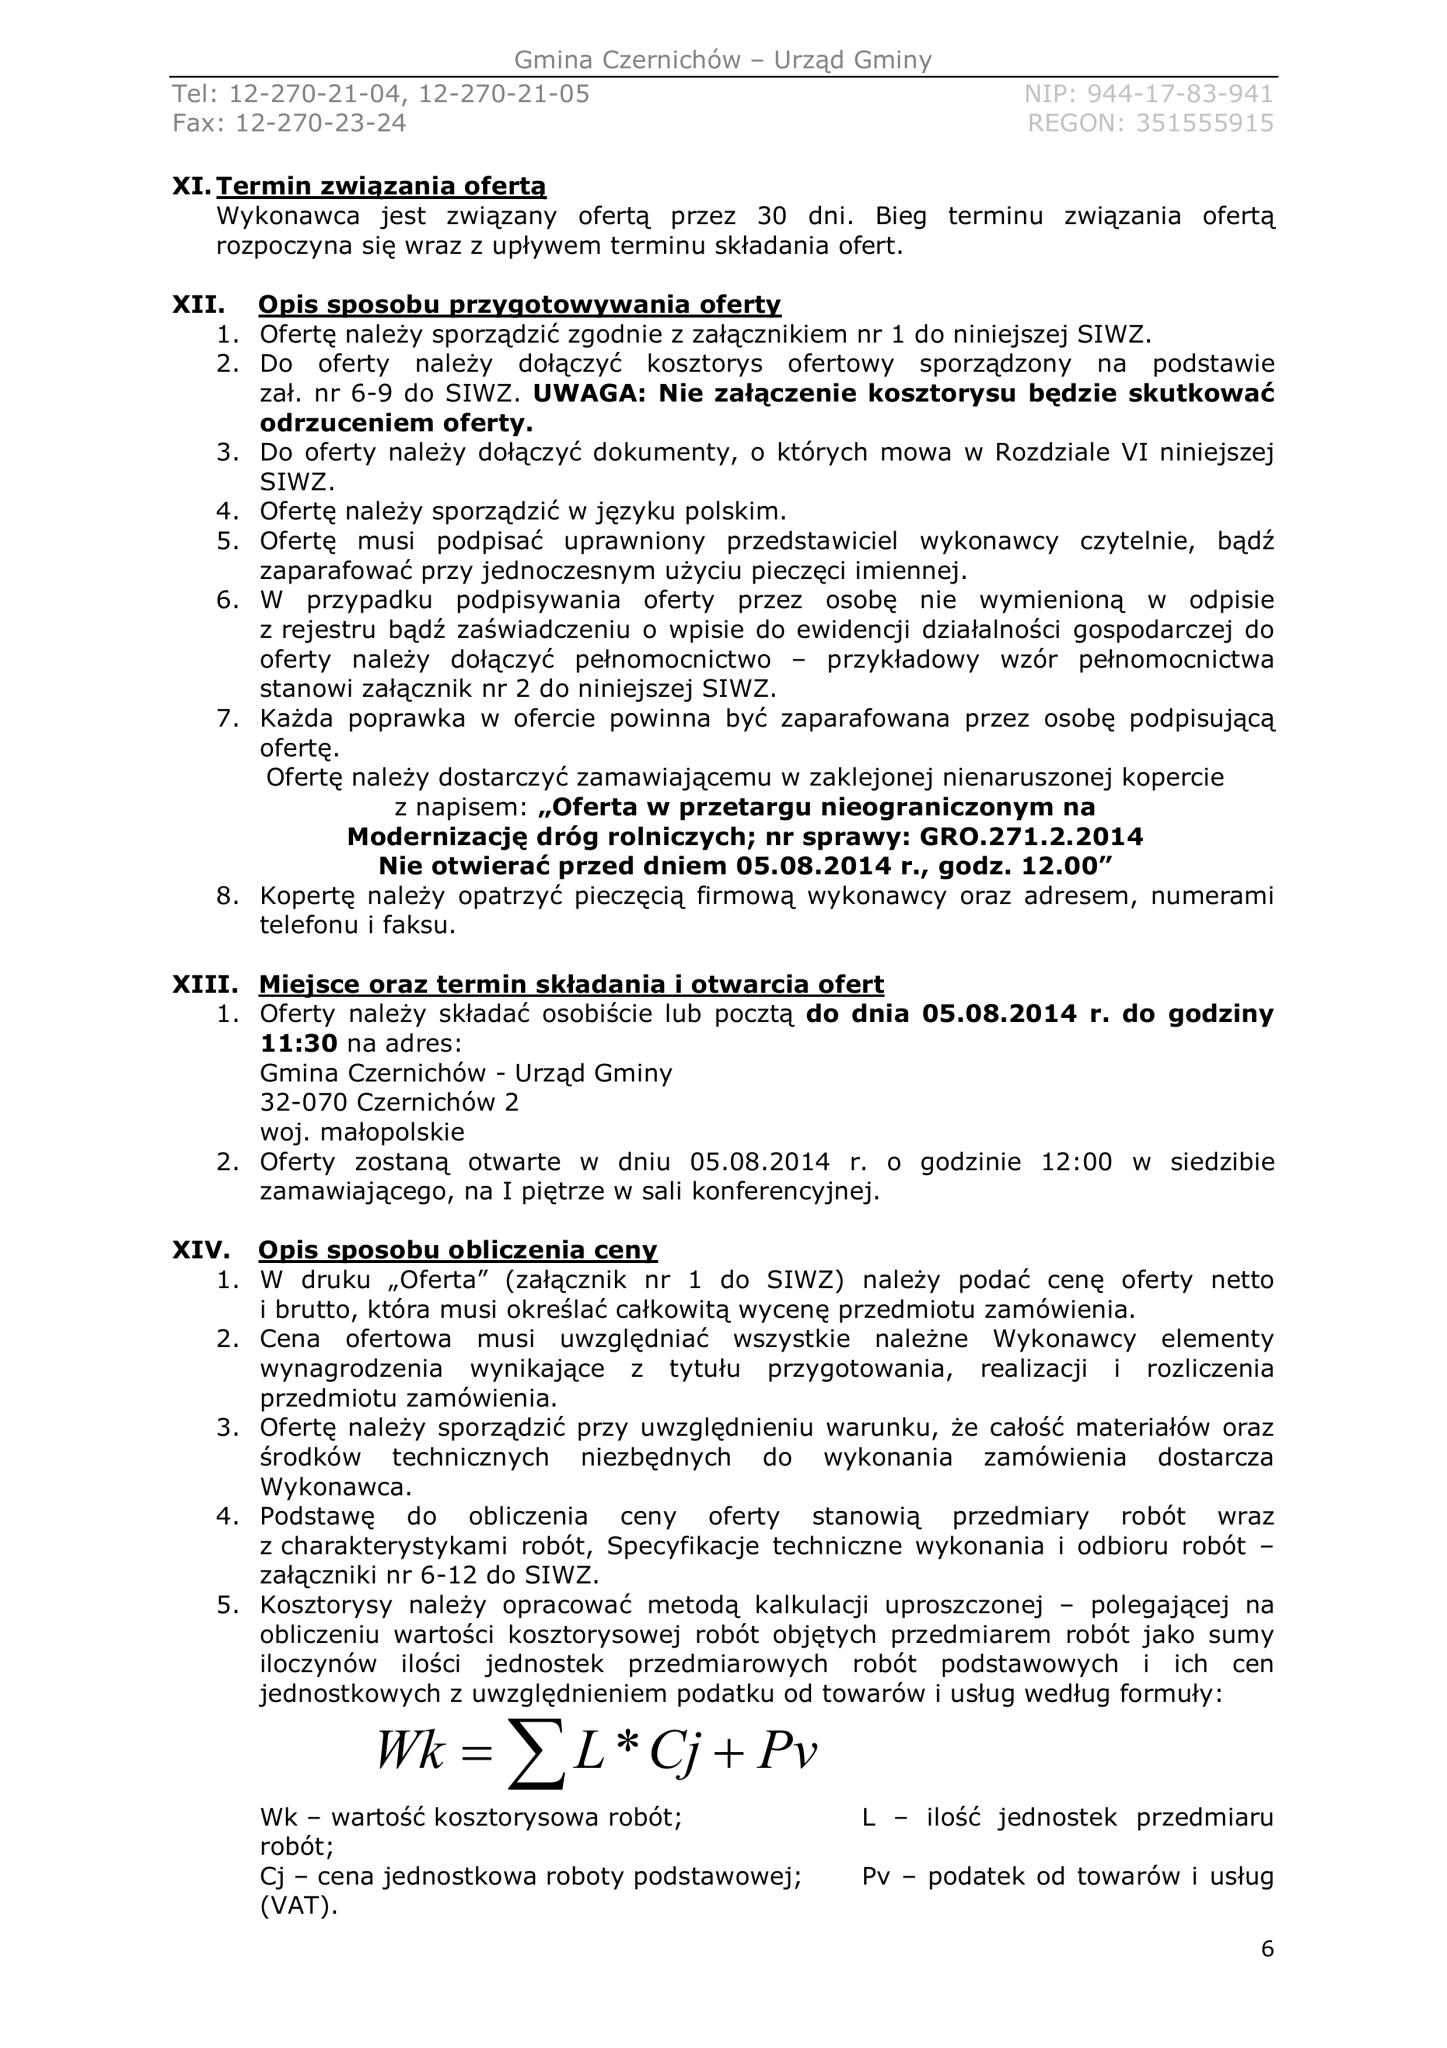 Gmina Czernichów – Urząd Gminy
Tel: 12-270-21-04, 12-270-21-05 NIP: 944-17-83-941
Fax: 12-270-23-24 REGON: 351555915
XI. Termin związania ofertą
Wykonawca jest związany ofertą przez 30 dni. Bieg terminu związania ofertą
rozpoczyna się wraz z upływem terminu składania ofert.
XII. Opis sposobu przygotowywania oferty
1. Ofertę należy sporządzić zgodnie z załącznikiem nr 1 do niniejszej SIWZ.
2. Do oferty należy dołączyć kosztorys ofertowy sporządzony na podstawie
zał. nr 6-9 do SIWZ. UWAGA: Nie załączenie kosztorysu będzie skutkować
odrzuceniem oferty.
3. Do oferty należy dołączyć dokumenty, o których mowa w Rozdziale VI niniejszej
SIWZ.
4. Ofertę należy sporządzić w języku polskim.
5. Ofertę musi podpisać uprawniony przedstawiciel wykonawcy czytelnie, bądź
zaparafować przy jednoczesnym użyciu pieczęci imiennej.
6. W przypadku podpisywania oferty przez osobę nie wymienioną w odpisie
z rejestru bądź zaświadczeniu o wpisie do ewidencji działalności gospodarczej do
oferty należy dołączyć pełnomocnictwo – przykładowy wzór pełnomocnictwa
stanowi załącznik nr 2 do niniejszej SIWZ.
7. Każda poprawka w ofercie powinna być zaparafowana przez osobę podpisującą
ofertę.
Ofertę należy dostarczyć zamawiającemu w zaklejonej nienaruszonej kopercie
z napisem: „Oferta w przetargu nieograniczonym na
Modernizację dróg rolniczych; nr sprawy: GRO.271.2.2014
Nie otwierać przed dniem 05.08.2014 r., godz. 12.00”
8. Kopertę należy opatrzyć pieczęcią firmową wykonawcy oraz adresem, numerami
telefonu i faksu.
XIII. Miejsce oraz termin składania i otwarcia ofert
1. Oferty należy składać osobiście lub pocztą do dnia 05.08.2014 r. do godziny
11:30 na adres:
Gmina Czernichów - Urząd Gminy
32-070 Czernichów 2
woj. małopolskie
2. Oferty zostaną otwarte w dniu 05.08.2014 r. o godzinie 12:00 w siedzibie
zamawiającego, na I piętrze w sali konferencyjnej.
XIV. Opis sposobu obliczenia ceny
1. W druku „Oferta” (załącznik nr 1 do SIWZ) należy podać cenę oferty netto
i brutto, która musi określać całkowitą wycenę przedmiotu zamówienia.
2. Cena ofertowa musi uwzględniać wszystkie należne Wykonawcy elementy
wynagrodzenia wynikające z tytułu przygotowania, realizacji i rozliczenia
przedmiotu zamówienia.
3. Ofertę należy sporządzić przy uwzględnieniu warunku, że całość materiałów oraz
środków technicznych niezbędnych do wykonania zamówienia dostarcza
Wykonawca.
4. Podstawę do obliczenia ceny oferty stanowią przedmiary robót wraz
z charakterystykami robót, Specyfikacje techniczne wykonania i odbioru robót –
załączniki nr 6-12 do SIWZ.
5. Kosztorysy należy opracować metodą kalkulacji uproszczonej – polegającej na
obliczeniu wartości kosztorysowej robót objętych przedmiarem robót jako sumy
iloczynów ilości jednostek przedmiarowych robót podstawowych i ich cen
jednostkowych z uwzględnieniem podatku od towarów i usług według formuły:
Wk = ∑ L * Cj + Pv
Wk – wartość kosztorysowa robót; L – ilość jednostek przedmiaru
robót;
Cj – cena jednostkowa roboty podstawowej; Pv – podatek od towarów i usług
(VAT).
6